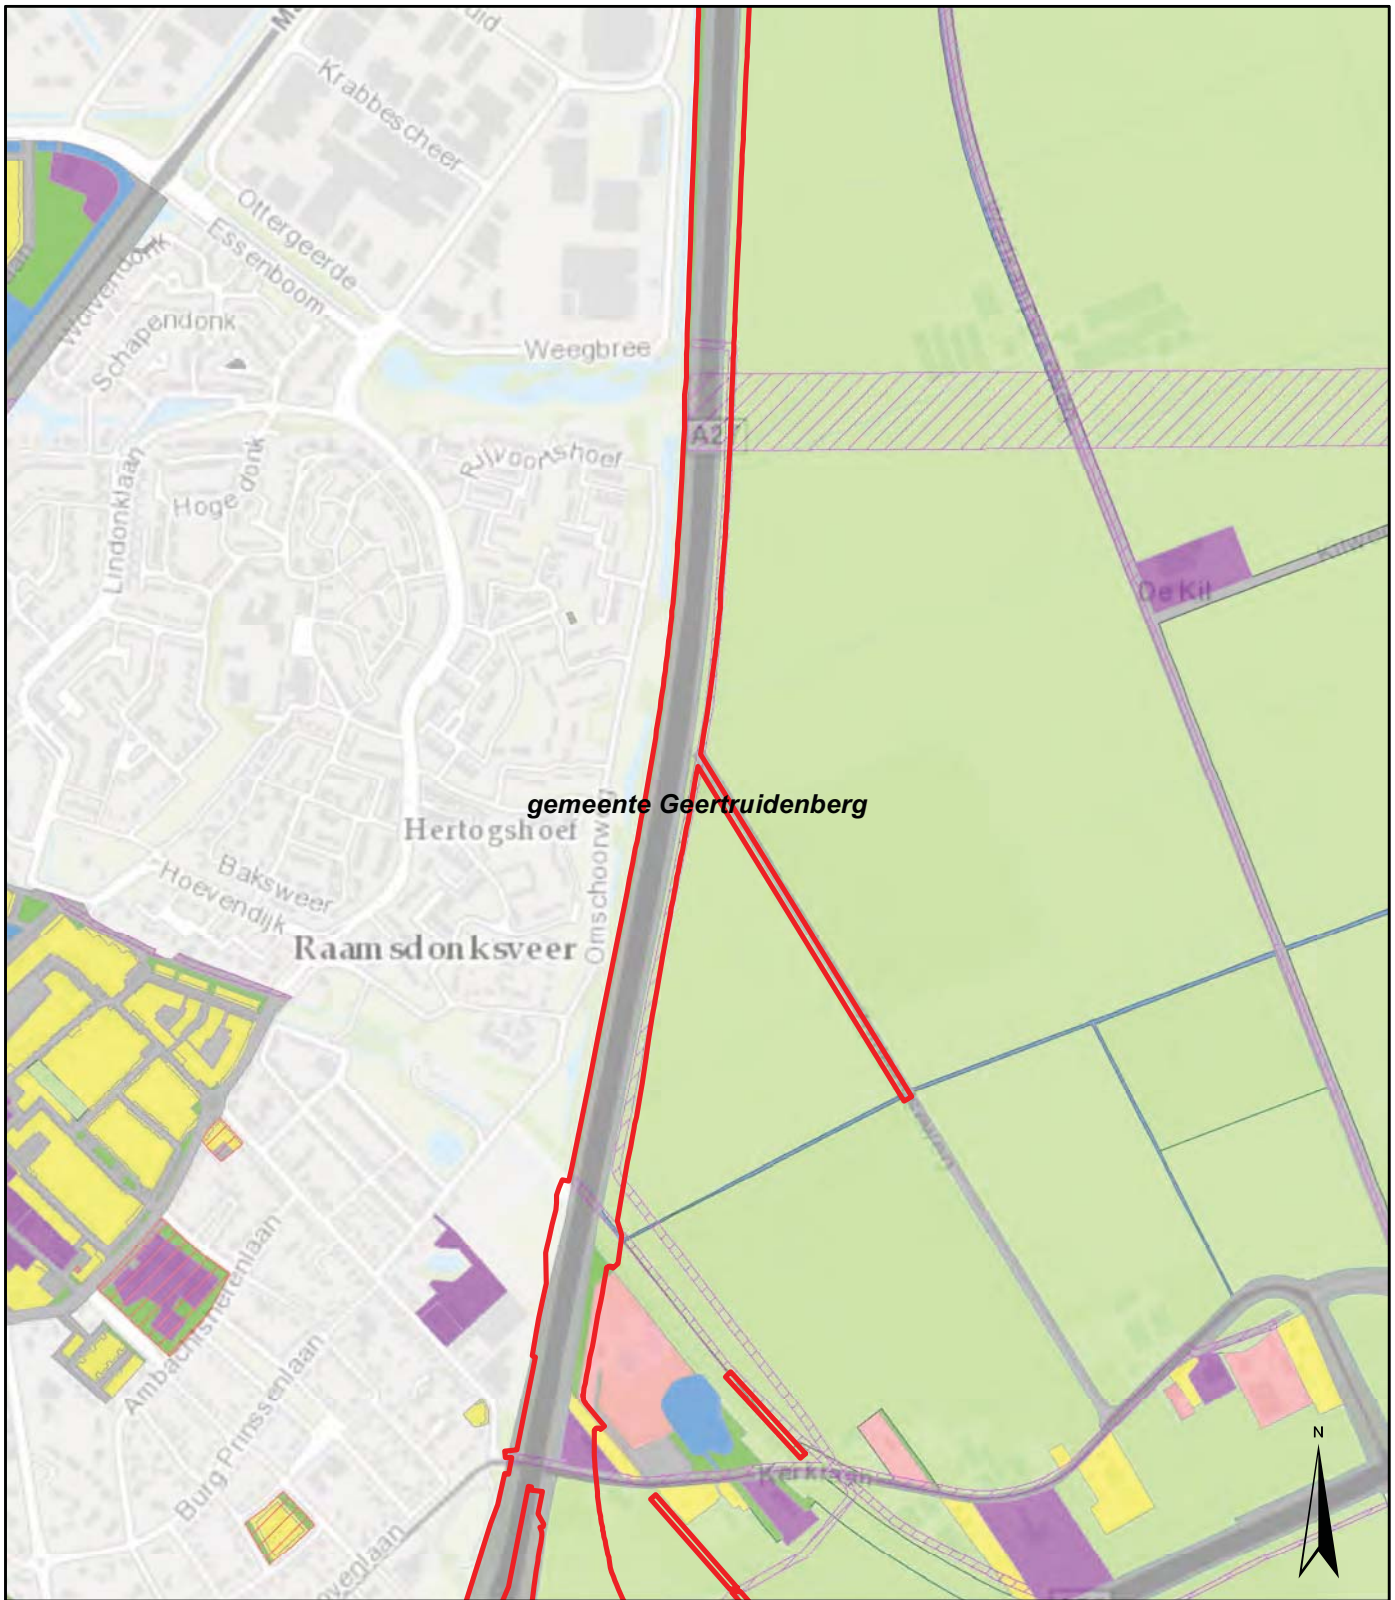 Krabbescheer
Ottergeerde
Essenboom
Wolvendonk
Schapendonk
Weegbree
A27
Rijvoortshoef
Hoge donk
Lindonklaan
De Kil
gemeente Geertruidenberg
Hertogshoef
Omschoorweg
Baksweer
Hoevendijk
Raamsdonksveer
Ambachtsherenlaan
Burg Prinssenlaan
Kerklaan
N